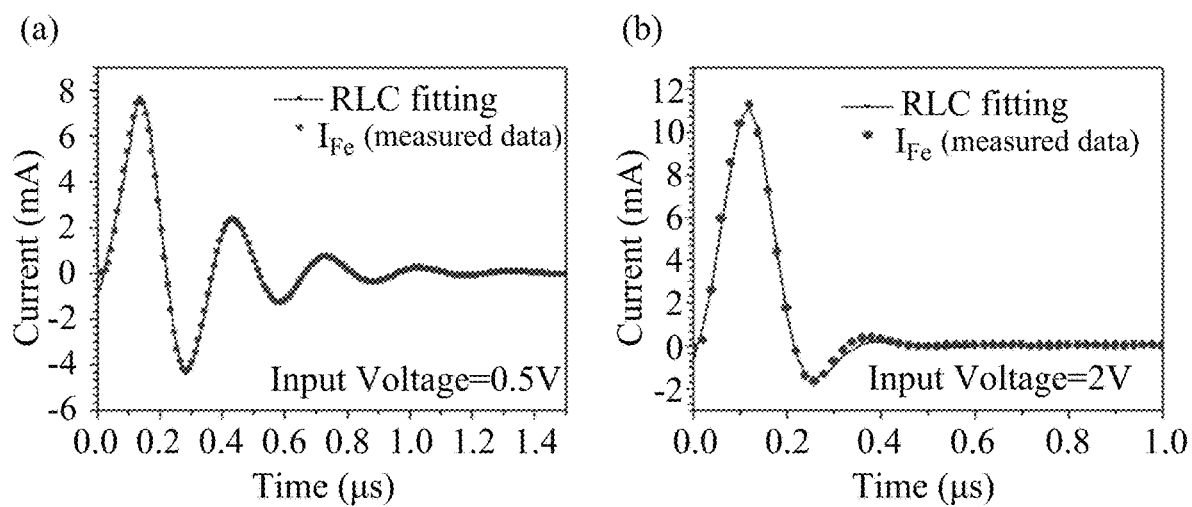 (a)
8
6
4
2
0
-2
-4
-6
Current (mA)
RLC fitting
I_Fe (measured data)
Input Voltage=0.5V
0.0 0.2 0.4 0.6 0.8 1.0 1.2 1.4
Time (μs)
(b)
12
10
8
6
4
2
0
-2
Current (mA)
RLC fitting
I_Fe (measured data)
Input Voltage=2V
0.0 0.2 0.4 0.6 0.8 1.0
Time (μs)